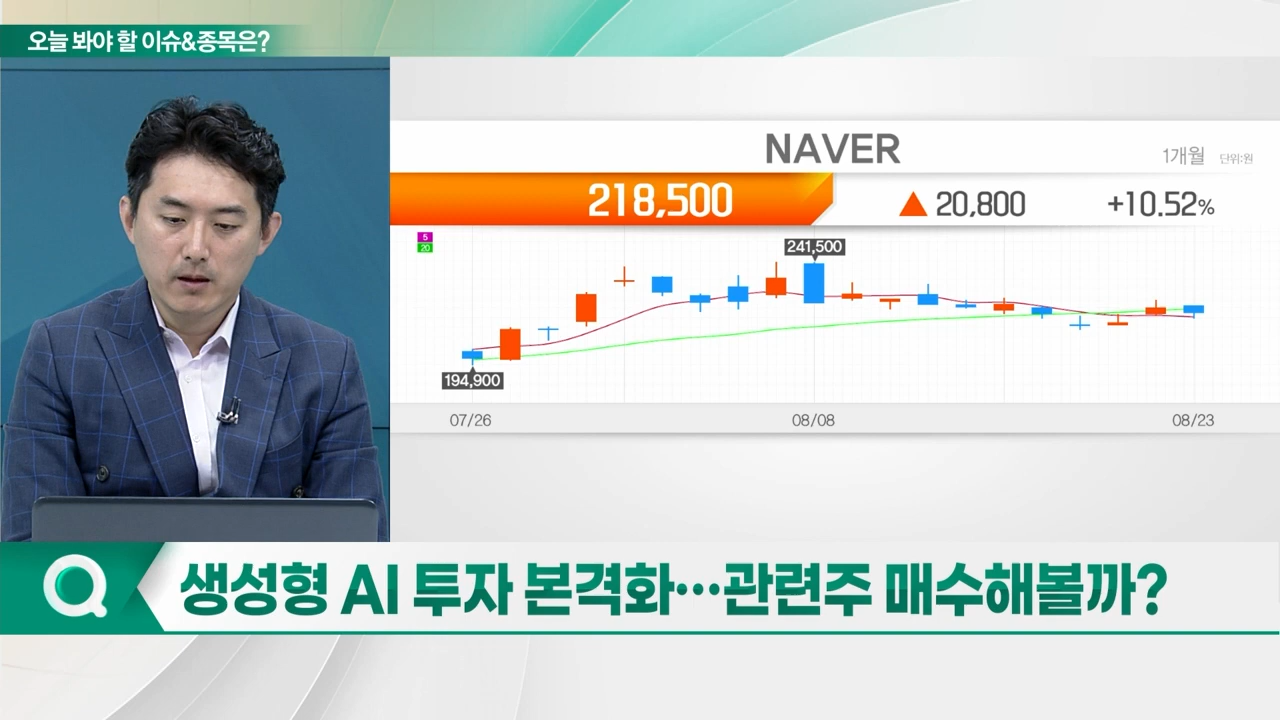 오늘 봐야 할 이슈&종목은?
NAVER
1개월 단위:원
218,500 ▲ 20,800 +10.52%
5
20
241,500
194,900
07/26 08/08 08/23
생성형 AI 투자 본격화…관련주 매수해볼까?